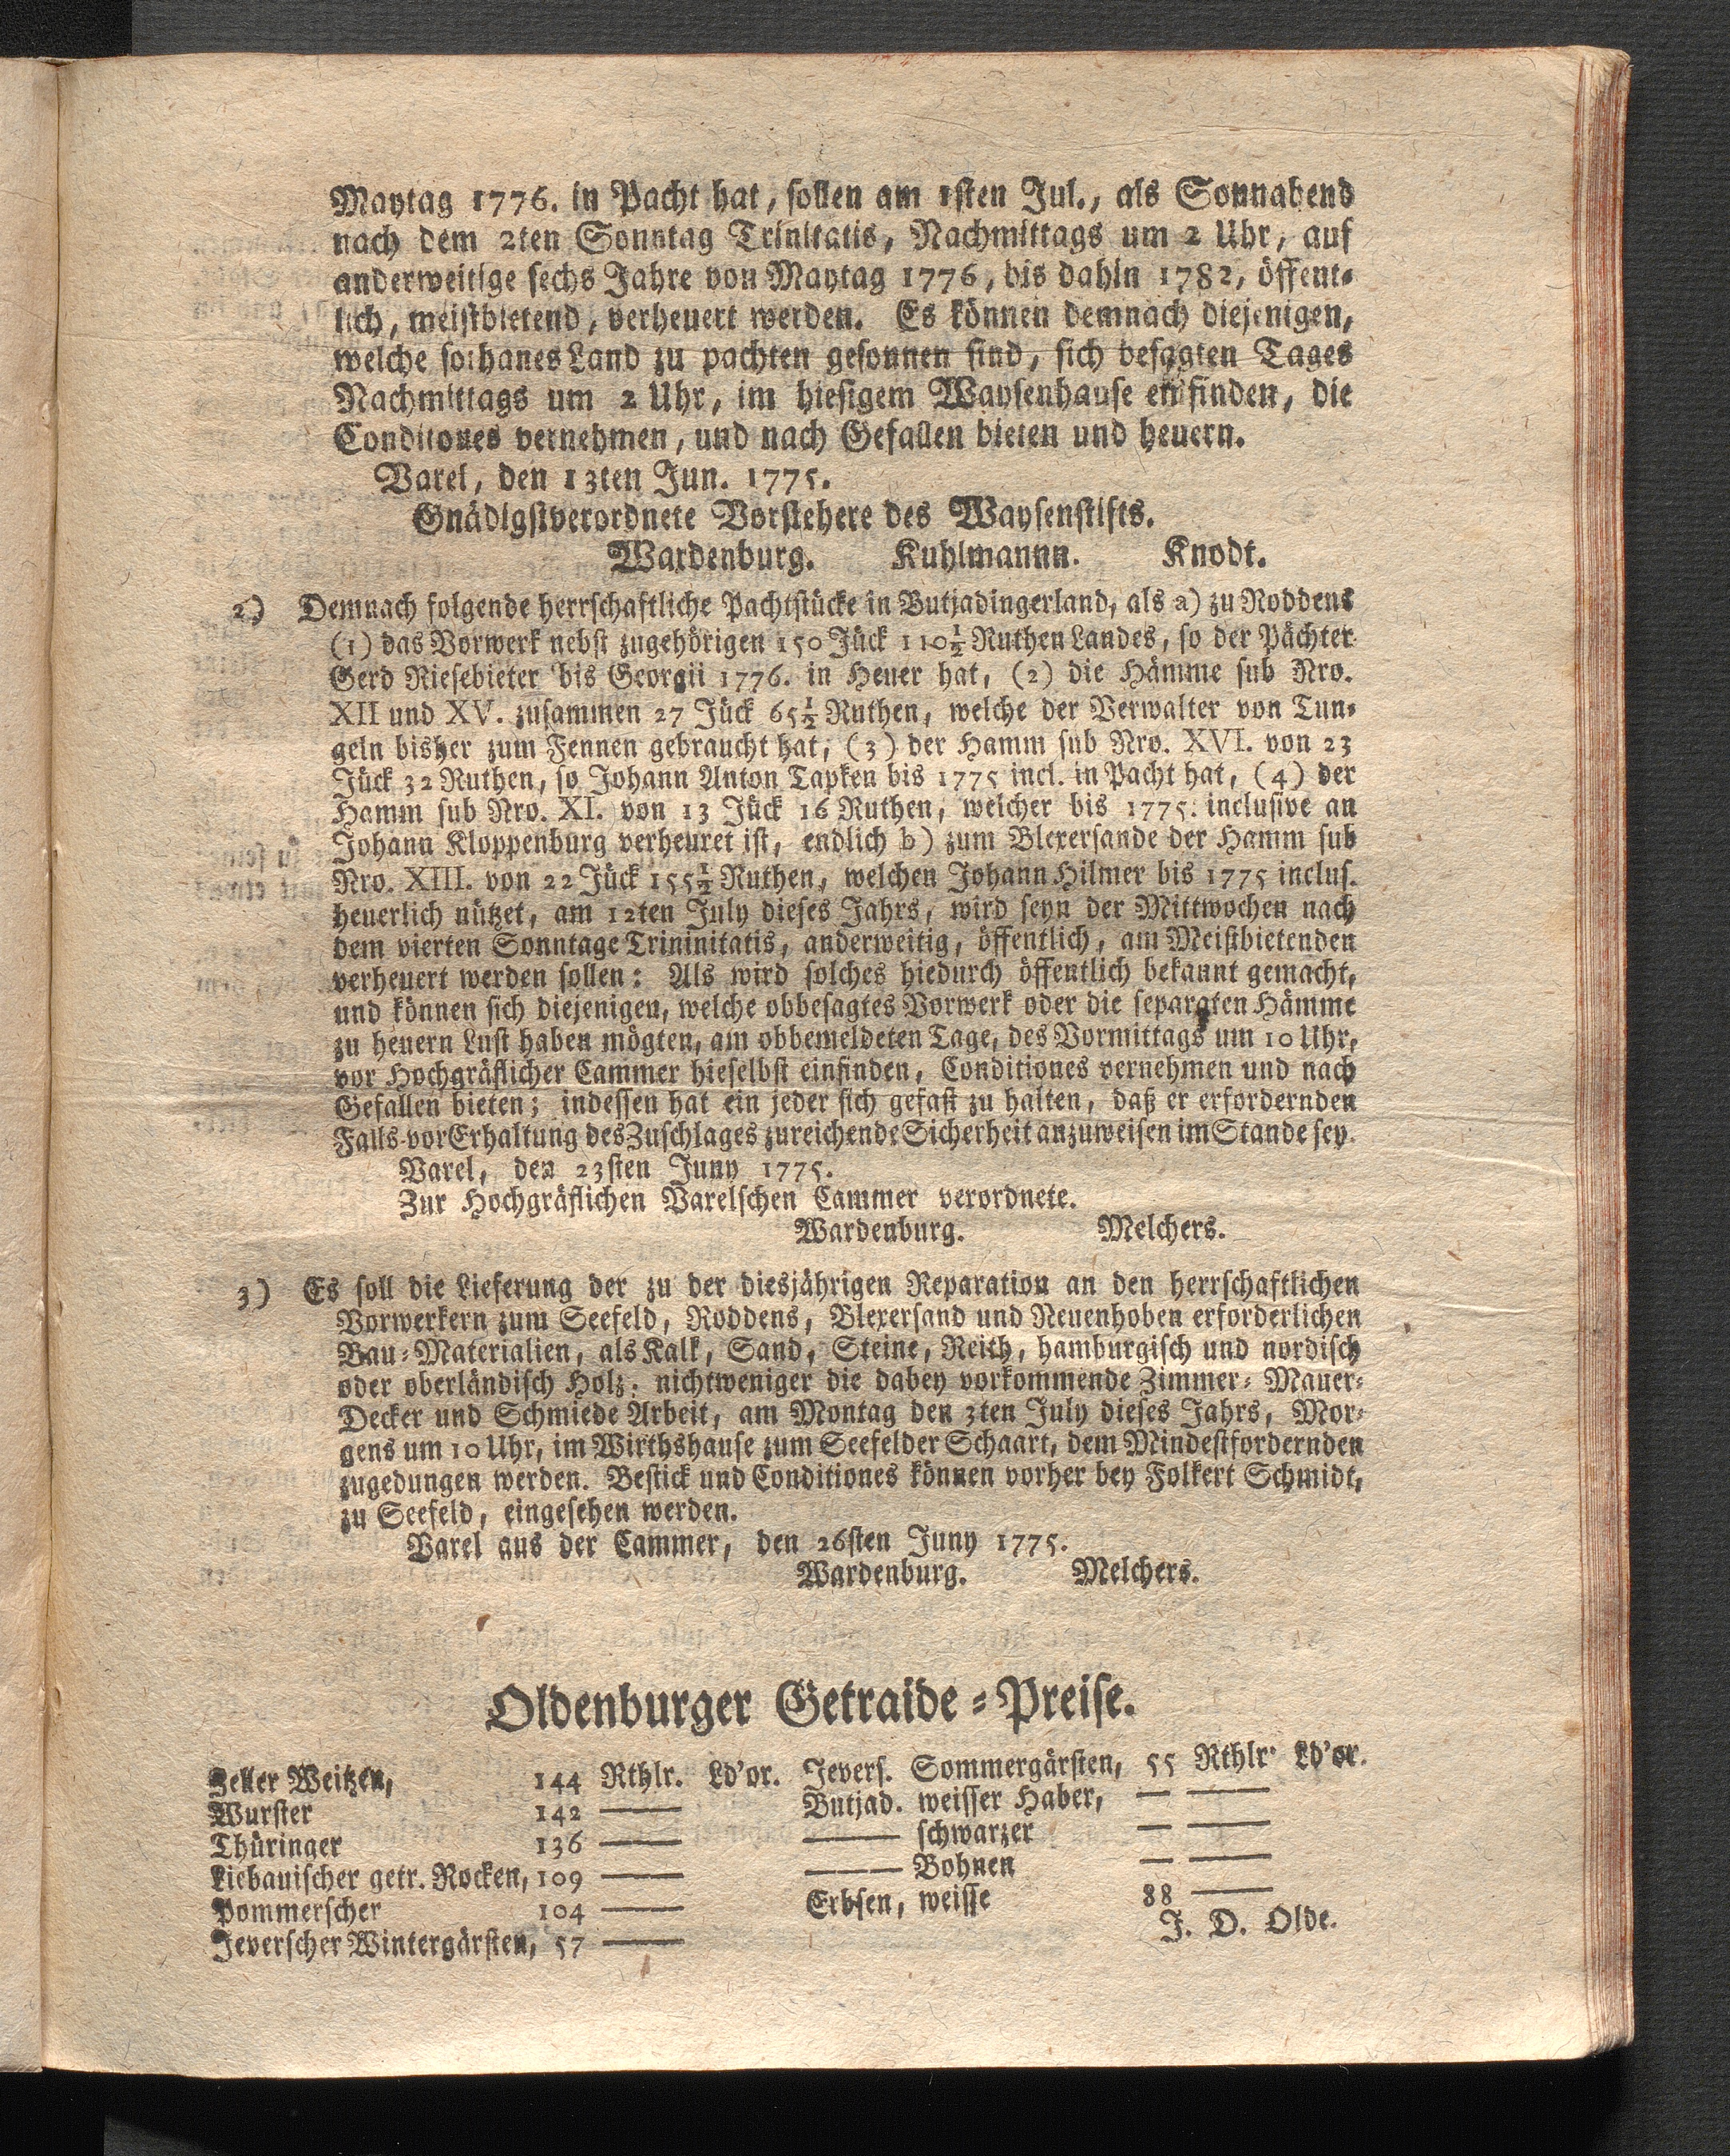 Maytag 1776. in Pacht hat, sollen am 1sten Jul., als Sonnabend
nach dem 2ten Sonntag Trinitatis, Nachmittags um 2 Uhr, auf
anderweitige sechs Jahre von Maytag 1776, bis dahin 1782, öffent-
lich, meistbietend, verheuert werden. Es können demnach diejenigen,
welche sothanes Land zu pachten gesonnen sind, sich besagten Tages
Nachmittags um 2 Uhr, im hiesigem Waysenhause einfinden, die
Conditones vernehmen, und nach Gefallen bieten und heuern.
Varel, den 13ten Jun. 1775.
Gnädigstverordnete Vorstehere des Waysenstifts.
Wardenburg. Kuhlmannn. Knodt.
2) Demnach folgende herrschaftliche Pachtstücke in Butjadingerland, als a) zu Roddens
(1) das Vorwerk nebst zugehörigen 150 Jück 110½ Ruthen Landes, so der Pächter
Gerd Riesebieter bis Georgii 1776. in Heuer hat, (2) die Hämme sub Nro.
XII und XV. zusammen 27 Jück 65½ Ruthen, welche der Verwalter von Tun-
geln bisher zum Fennen gebraucht hat, (3) der Hamm sub Nro. XVI. von 23
Jück 32 Ruthen, so Johann Anton Tapken bis 1775 incl. in Pacht hat, (4) der
Hamm sub Nro. XI. von 13 Jück 16 Ruthen, welcher bis 1775. inclusive an
Johann Kloppenburg verheuret ist, endlich b) zum Blexersande der Hamm sub
Nro. XIII. von 22 Jück 155½ Ruthen, welchen Johann Hilmer bis 1775 inclus.
heuerlich nützet, am 12ten July dieses Jahrs, wird seyn der Mittwochen nach
dem vierten Sonntage Trininitatis, anderweitig, öffentlich, am Meistbietenden
verheuert werden sollen: Als wird solches hiedurch öffentlich bekannt gemacht,
und können sich diejenigen, welche obbesagtes Vorwerk oder die separaten Hämme
zu heuern Lust haben mögten, am obbemeldeten Tage, des Vormittags um 10 Uhr,
vor Hochgräflicher Cammer hieselbst einfinden, Conditiones vernehmen und nach
Gefallen bieten; indessen hat ein jeder sich gefast zu halten, daß er erfordernden
Falls vor Erhaltung des Zuschlages zureichende Sicherheit anzuweisen im Stande sey.
Varel, den 23sten Juny 1775.
Zur Hochgräflichen Varelschen Cammer verordnete.
Wardenburg. Melchers.
3) Es soll die Lieferung der zu der diesjährigen Reparation an den herrschaftlichen
Vorwerkern zum Seefeld, Roddens, Blexersand und Neuenhoben erforderlichen
Bau-Materialien, als Kalk, Sand, Steine, Reith, hamburgisch und nordisch
oder oberländisch Holz, nichtweniger die dabey vorkommende Zimmer- Mauer-
Decker und Schmiede Arbeit, am Montag den 3ten July dieses Jahrs, Mor-
gens um 10 Uhr, im Wirthshause zum Seefelder Schaart, dem Mindestfordernden
zugedungen werden. Bestick und Conditiones können vorher bey Folkert Schmidt,
zu Seefeld, eingesehen werden.
Varel aus der Cammer, den 26sten Juny 1775.
Wardenburg. Melchers.
Oldenburger Getraide-Preise.
Zeller Weitzen, 144 Rthlr. Ld'or.
Wurster 142 ——
Thüringer 136 ——
Liebauischer getr. Rocken, 109 ——
Pommerscher 104 ——
Jeverscher Wintergärsten, 57 ——
Jevers. Sommergärsten, 55 Rthlr. Ld'or.
Butjad. weisser Haber, — ——
—— schwarzer — ——
—— Bohnen — ——
Erbsen, weisse 88 ——
J. D. Olde.